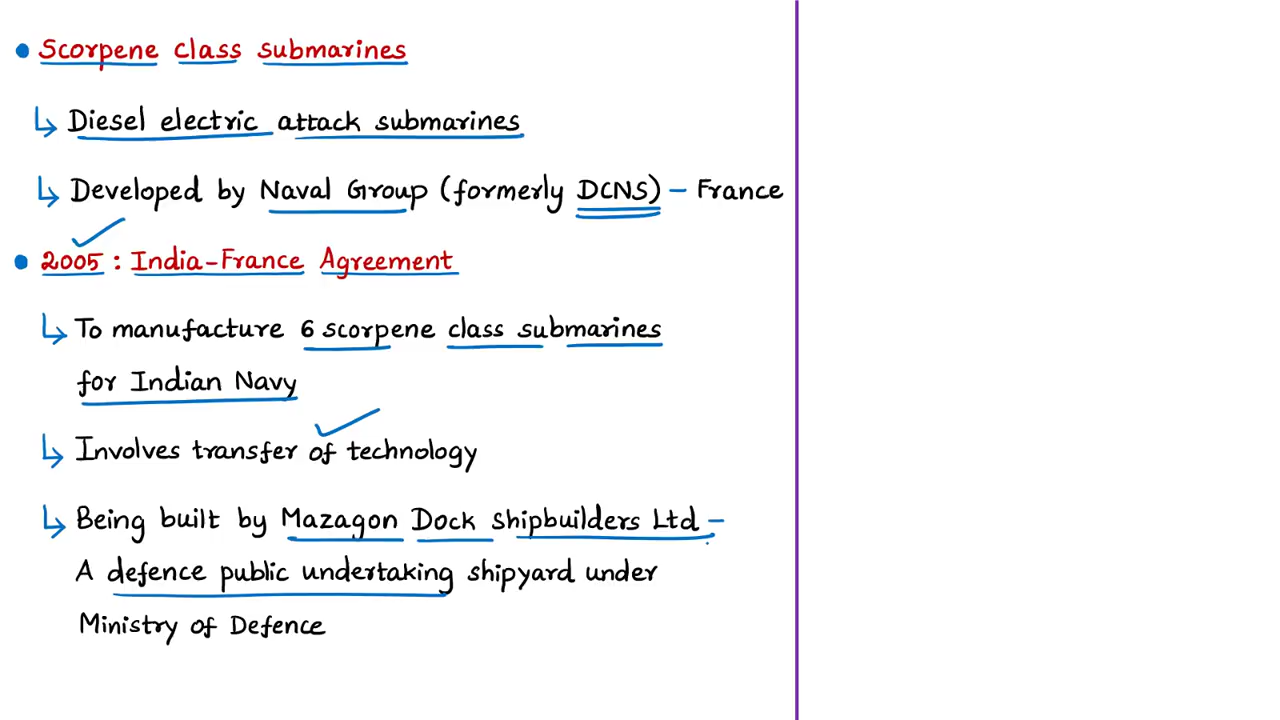 • Scorpene class submarines
↳ Diesel electric attack submarines
↳ Developed by Naval Group (formerly DCNS) – France
• 2005 : India-France Agreement
↳ To manufacture 6 scorpene class submarines
for Indian Navy
↳ Involves transfer of technology
↳ Being built by Mazagon Dock shipbuilders Ltd –
A defence public undertaking shipyard under
Ministry of Defence